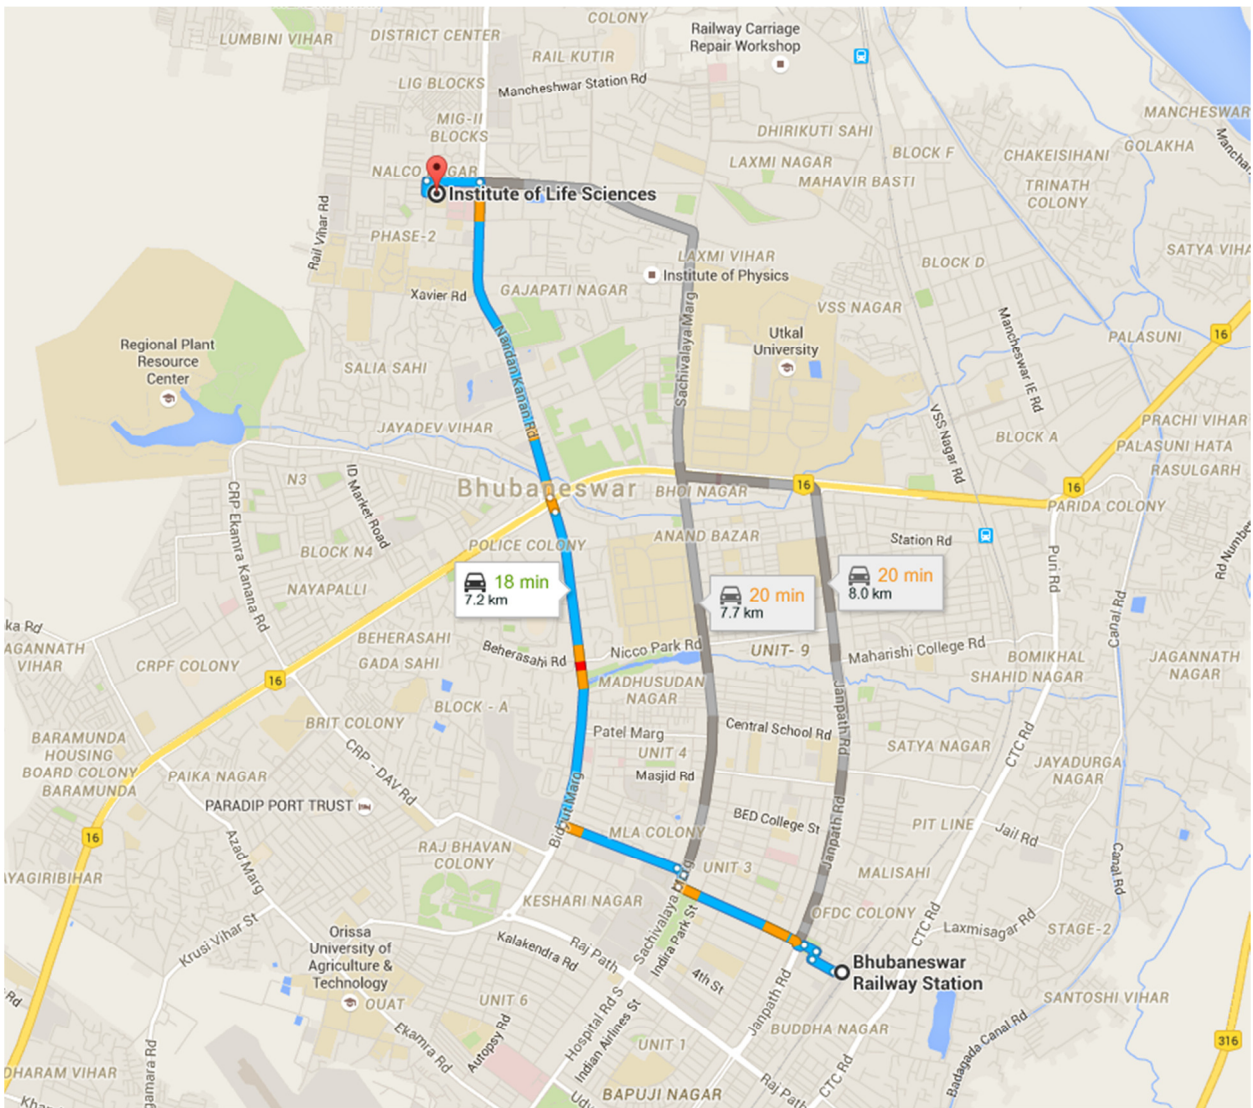 COLONY
LUMBINI VIHAR
DISTRICT CENTER
Railway Carriage
Repair Workshop
RAIL KUTIR
LIG BLOCKS
Mancheshwar Station Rd
MANCHESWAR
MIG-II
BLOCKS
DHIRIKUTI SAHI
BLOCK F
CHAKEISIHANI
GOLAKHA
NALCO NAGAR
LAXMI NAGAR
MAHAVIR BASTI
TRINATH
COLONY
Institute of Life Sciences
Rail Vihar Rd
PHASE-2
SATYA VIHA
LAXMI VIHAR
BLOCK D
Institute of Physics
Xavier Rd
GAJAPATI NAGAR
VSS NAGAR
Sachivalaya Marg
Nandan Kanan Rd
Utkal
University
Mancheswar IE Rd
16
PALASUNI
Regional Plant
Resource
Center
SALIA SAHI
VSS Nagar Rd
JAYADEV VIHAR
BLOCK A
PRACHI VIHAR
PALASUNI HATA
RASULGARH
N3
ID Market Road
CRP Ekamra Kanana Rd
Bhubaneswar
BHOI NAGAR
16
16
PARIDA COLONY
BLOCK N4
POLICE COLONY
ANAND BAZAR
Station Rd
Puri Rd
Rd Number
NAYAPALLI
18 min
7.2 km
20 min
7.7 km
20 min
8.0 km
Canal Rd
ka Rd
AGANNATH
VIHAR
BEHERASAHI
GADA SAHI
CRPF COLONY
Beherasahi Rd
Nicco Park Rd
UNIT- 9
Maharishi College Rd
BOMIKHAL
SHAHID NAGAR
JAGANNATH
NAGAR
16
MADHUSUDAN
NAGAR
BLOCK - A
BRIT COLONY
Janpath Rd
Patel Marg
Central School Rd
BARAMUNDA
HOUSING
BOARD COLONY
BARAMUNDA
CRP - DAV Rd
UNIT 4
SATYA NAGAR
CTC Rd
PAIKA NAGAR
Masjid Rd
JAYADURGA
NAGAR
PARADIP PORT TRUST
Bidyut Marg
Janpath Rd
16
MLA COLONY
BED College St
PIT LINE
Jail Rd
RAJ BHAVAN
COLONY
Azad Marg
UNIT 3
MALISAHI
Canal Rd
AYAGIRIBIHAR
KESHARI NAGAR
Sachivalaya Marg
OFDC COLONY
CTC Rd
Laxmisagar Rd
STAGE-2
Krusi Vihar St
Orissa
University of
Agriculture &
Technology
OUAT
Kalakendra Rd
Raj Path
Indira Park St
4th St
Bhubaneswar
Railway Station
Rd
UNIT 6
Hospital Rd S
Indian Airlines St
Janpath Rd
SANTOSHI VIHAR
Ekamra Rd
Autopsy Rd
BUDDHA NAGAR
Badagada Canal Rd
316
UNIT 1
DHARAM VIHAR
gamara Rd
BAPUJI NAGAR
Raj Path
CTC Rd